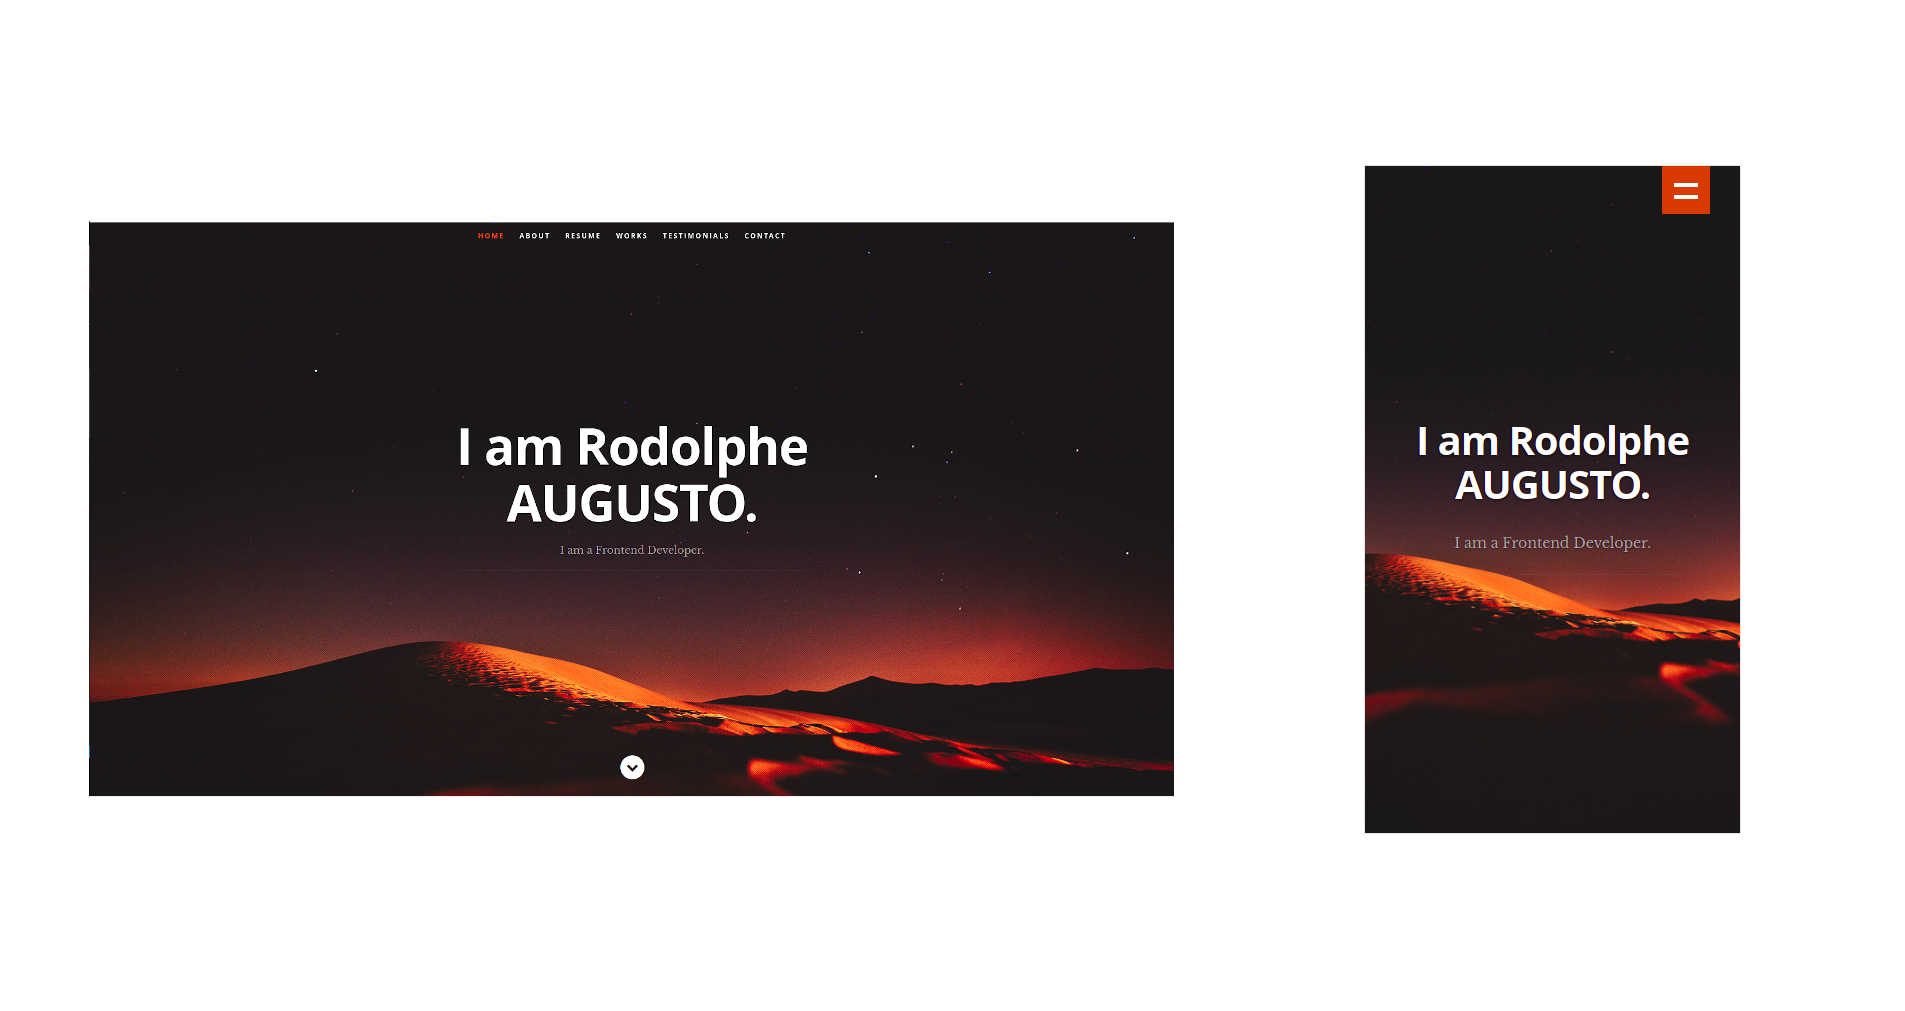 HOME ABOUT RESUME WORKS TESTIMONIALS CONTACT
I am Rodolphe
AUGUSTO.
I am a Frontend Developer.
I am Rodolphe
AUGUSTO.
I am a Frontend Developer.